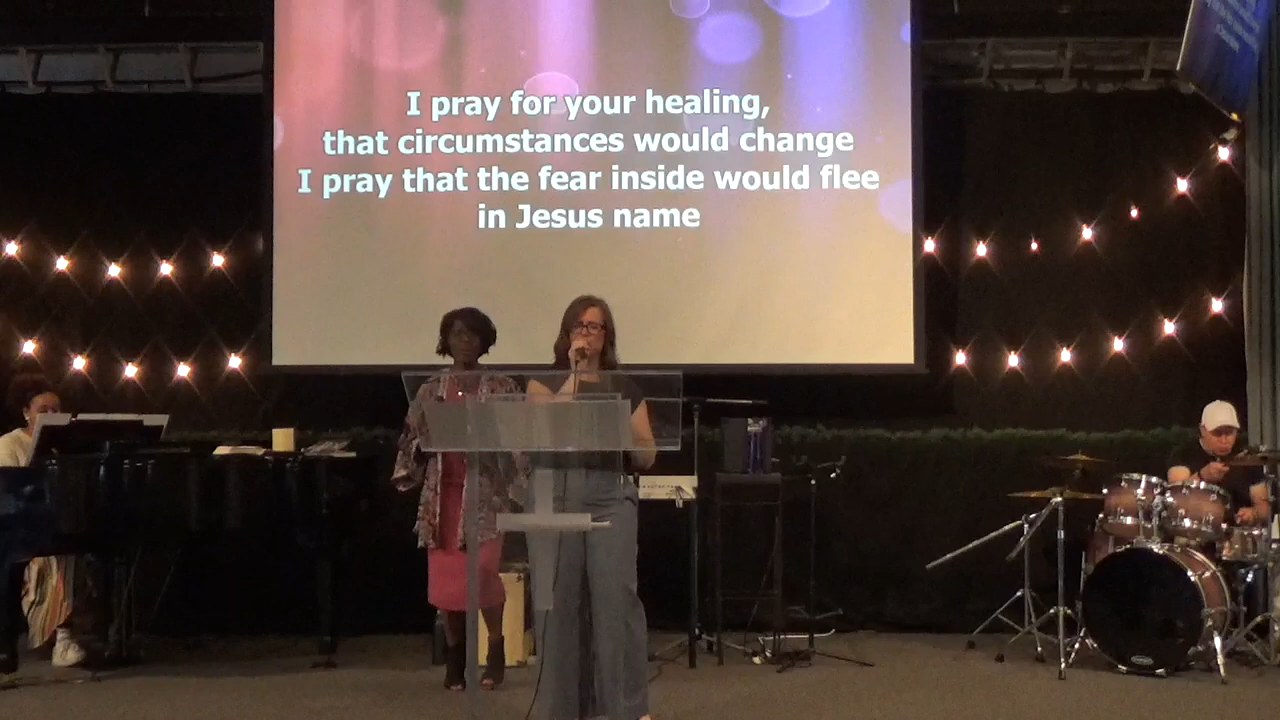 I pray for your healing,
that circumstances would change
I pray that the fear inside would flee
in Jesus name